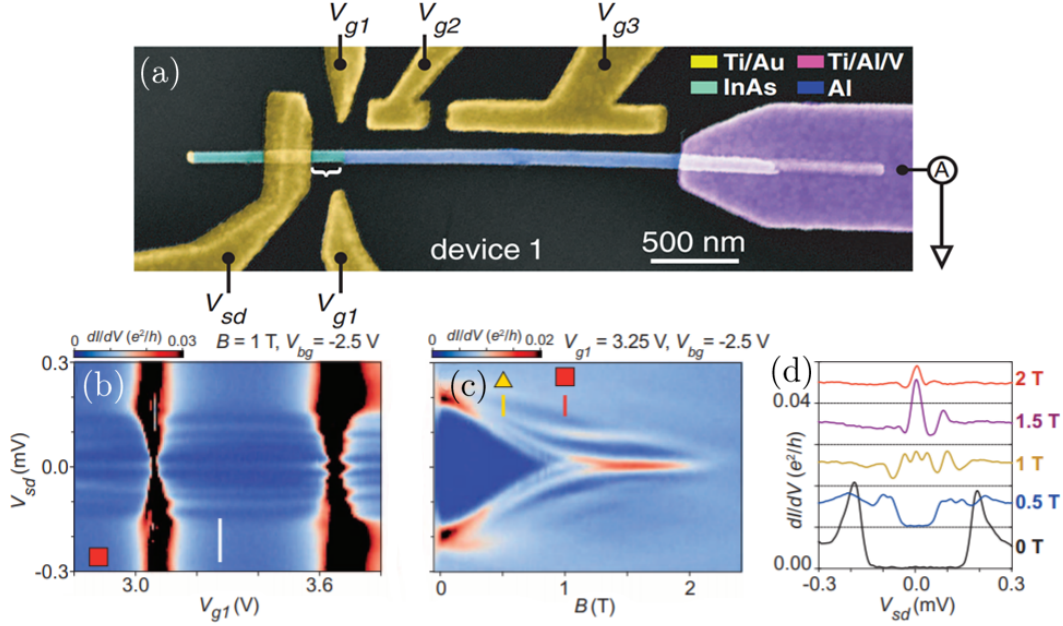 V_g1 V_g2 V_g3
(a)
Ti/Au Ti/Al/V
InAs Al
A
device 1 500 nm
V_sd V_g1
0 dI/dV (e²/h) 0.03 B = 1 T, V_bg = -2.5 V
(b)
0.3
0.0
-0.3
V_sd (mV)
3.0 3.6
V_g1 (V)
0 dI/dV (e²/h) 0.02 V_g1 = 3.25 V, V_bg = -2.5 V
(c)
0 1 2
B (T)
(d)
2 T
0.04
1.5 T
1 T
0.5 T
0 T
0.00
dI/dV (e²/h)
-0.3 0.0 0.3
V_sd (mV)